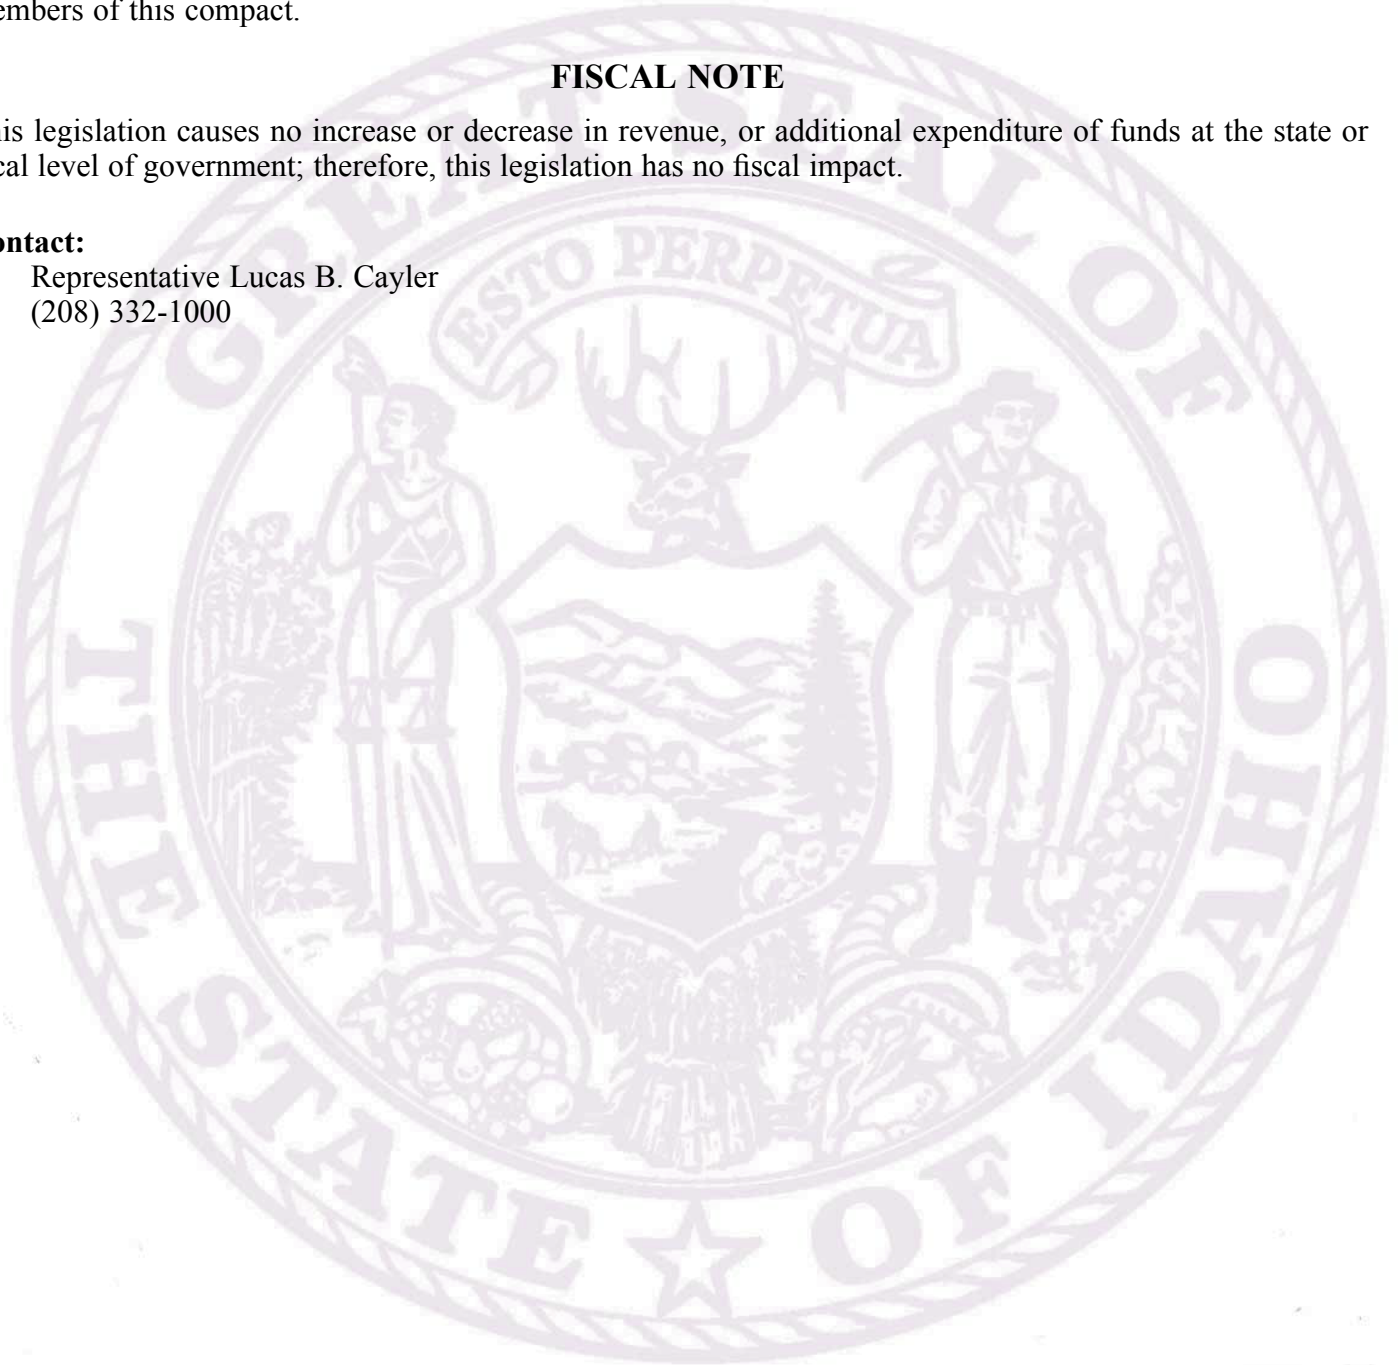 embers of this compact.
FISCAL NOTE
his legislation causes no increase or decrease in revenue, or additional expenditure of funds at the state or
cal level of government; therefore, this legislation has no fiscal impact.
ontact:
Representative Lucas B. Cayler
(208) 332-1000
GREAT SEAL OF
THE STATE OF IDAHO
ESTO PERPETUA